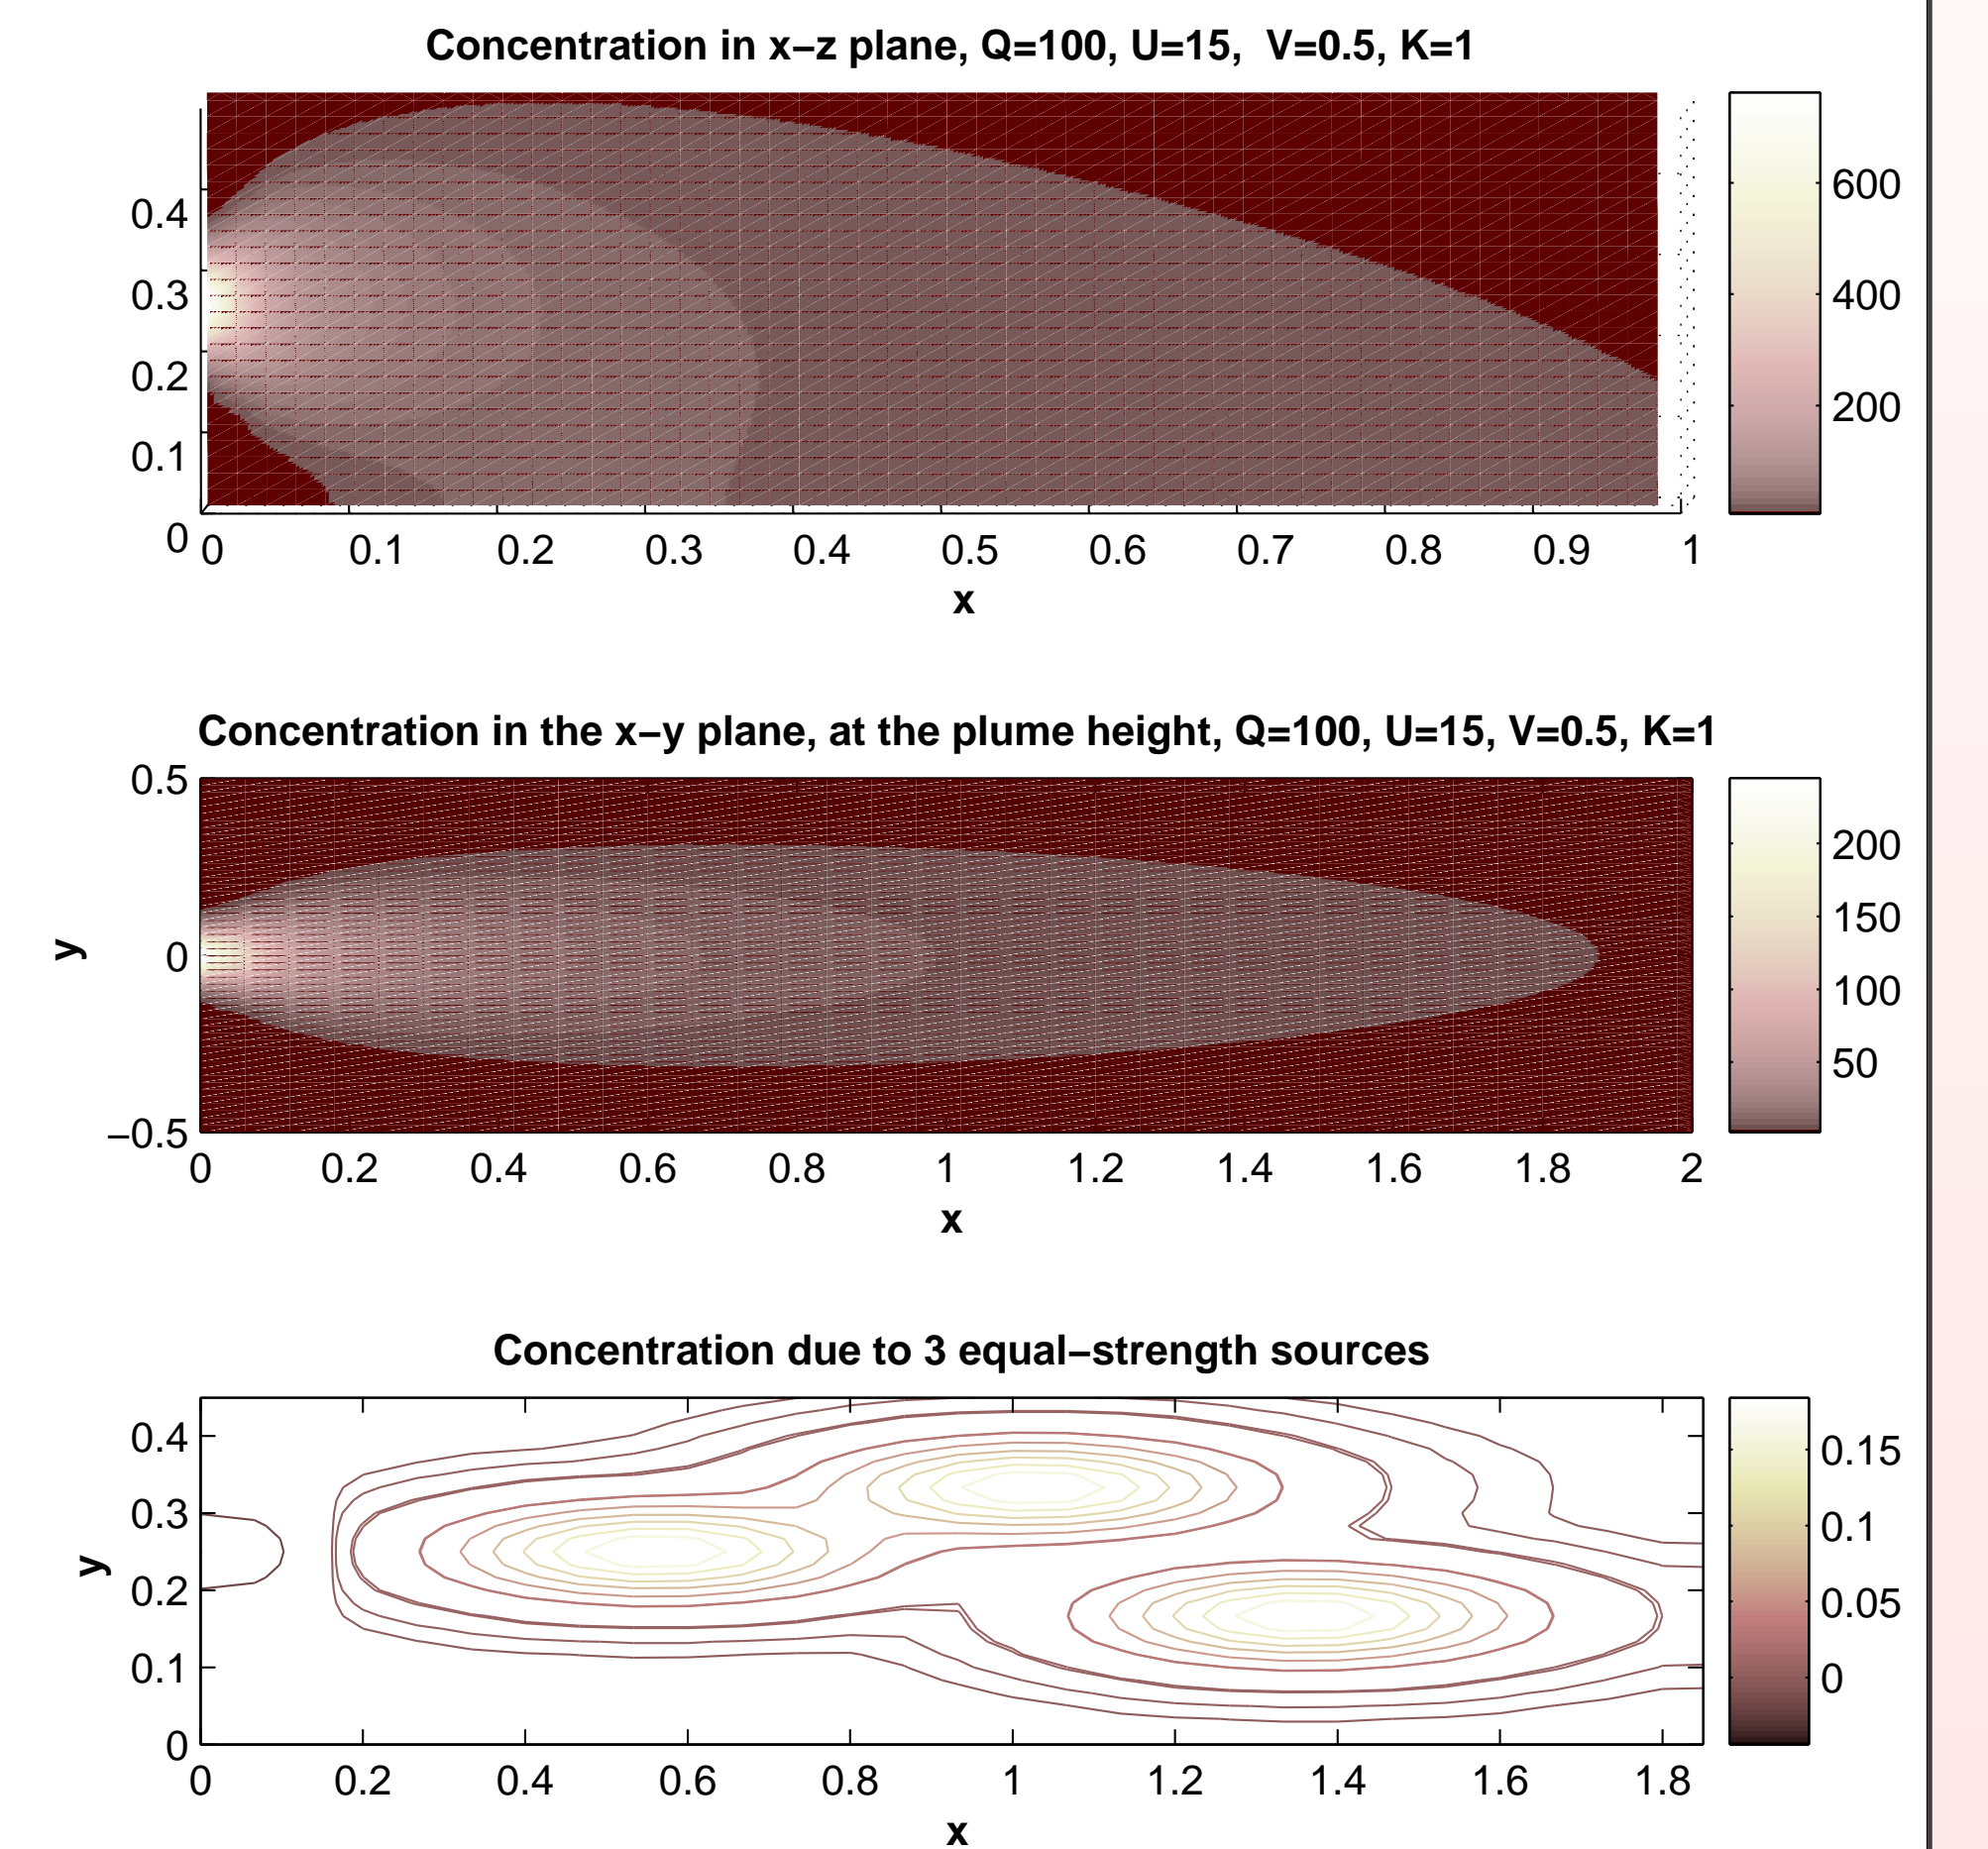 Concentration in x−z plane, Q=100, U=15,  V=0.5, K=1
0.4
0.3
0.2
0.1
0
0 0.1 0.2 0.3 0.4 0.5 0.6 0.7 0.8 0.9 1
x
600
400
200
Concentration in the x−y plane, at the plume height, Q=100, U=15, V=0.5, K=1
0.5
0
−0.5
y
0 0.2 0.4 0.6 0.8 1 1.2 1.4 1.6 1.8 2
x
200
150
100
50
Concentration due to 3 equal−strength sources
0.4
0.3
0.2
0.1
0
y
0 0.2 0.4 0.6 0.8 1 1.2 1.4 1.6 1.8
x
0.15
0.1
0.05
0